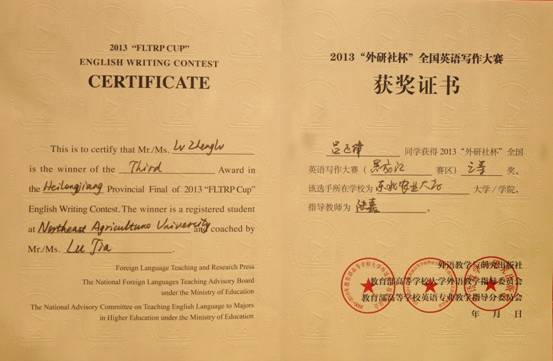 2013 "FLTRP CUP"
ENGLISH WRITING CONTEST
CERTIFICATE
This is to certify that Mr./Ms. Lv Zhenglv
is the winner of the Third Award in
the Heilongjiang Provincial Final of 2013 "FLTRP Cup"
English Writing Contest. The winner is a registered student
at Northeast Agriculture University and coached by
Mr./Ms. Lu Jia
Foreign Language Teaching and Research Press
The National Foreign Languages Teaching Advisory Board
under the Ministry of Education
The National Advisory Committee on Teaching English Language to Majors
in Higher Education under the Ministry of Education
2013 "外研社杯" 全国英语写作大赛
获奖证书
吕正律 同学获得 2013 "外研社杯" 全国
英语写作大赛 ( 黑龙江 赛区) 三等 奖。
该选手所在学校为 东北农业大学 大学/学院。
指导教师为
外语教学与研究出版社
教育部高等学校大学外语教学指导委员会
教育部高等学校英语专业教学指导分委员会
年 月 日